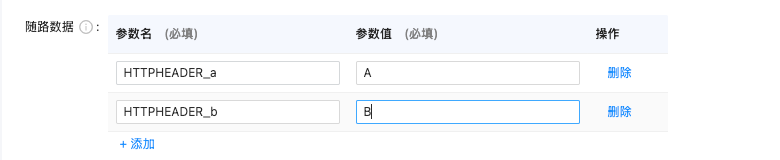 随路数据 ⓘ :
参数名 (必填) 参数值 (必填) 操作
HTTPHEADER_a A 删除
HTTPHEADER_b B 删除
+ 添加